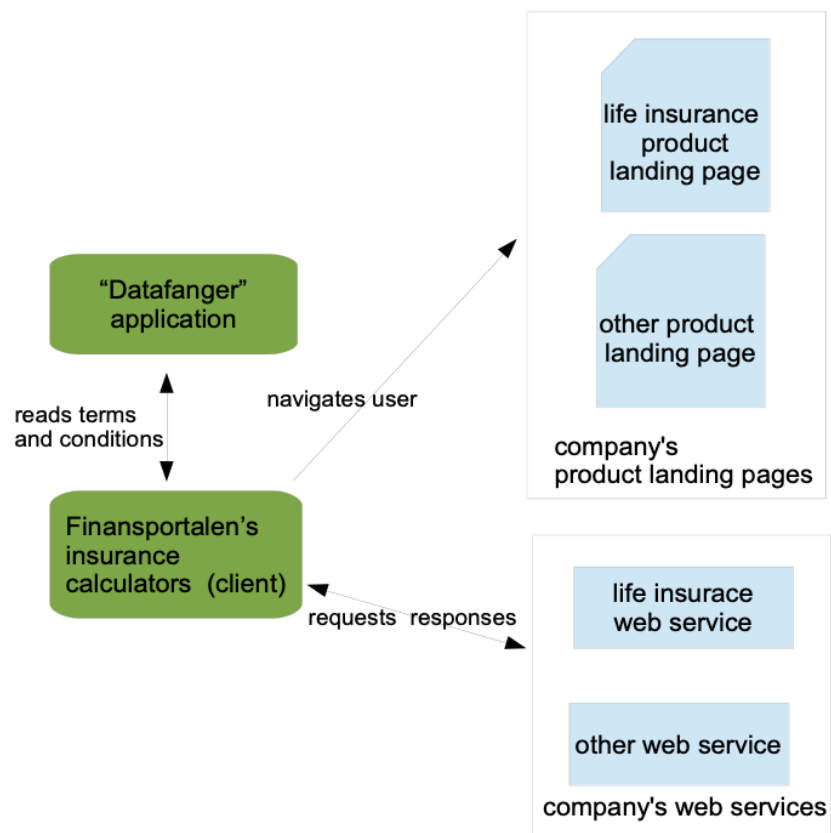 life insurance
product
landing page
other product
landing page
company's
product landing pages
“Datafanger”
application
reads terms
and conditions
navigates user
Finansportalen’s
insurance
calculators (client)
requests responses
life insurace
web service
other web service
company's web services